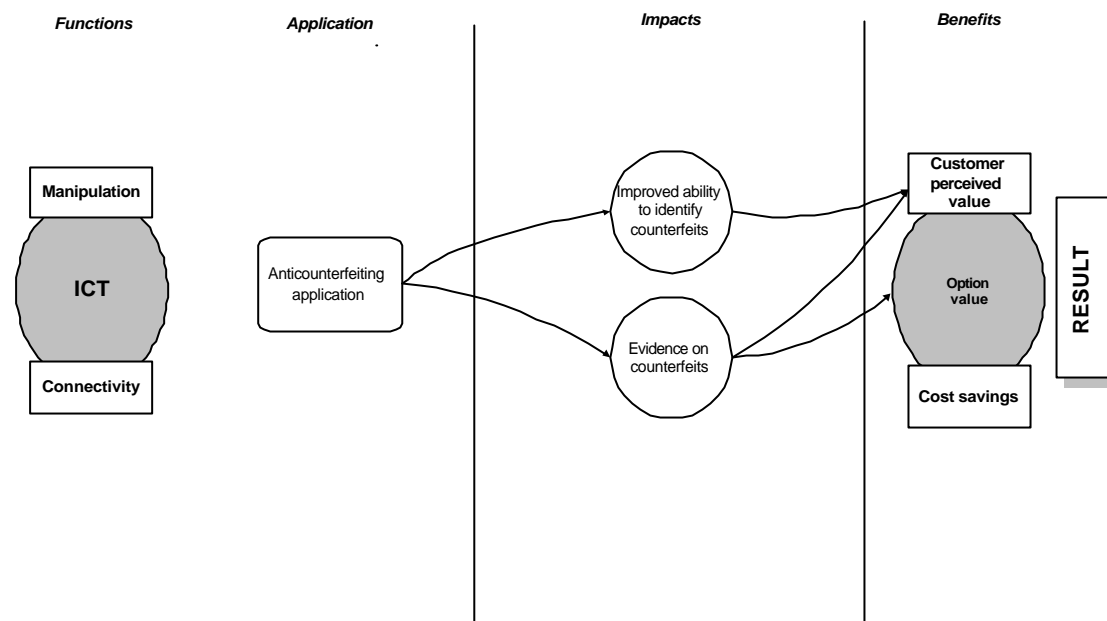 Functions
Application
Impacts
Benefits
Manipulation
ICT
Connectivity
Anticounterfeiting
application
Improved ability
to identify
counterfeits
Evidence on
counterfeits
Customer
perceived
value
Option
value
Cost savings
RESULT